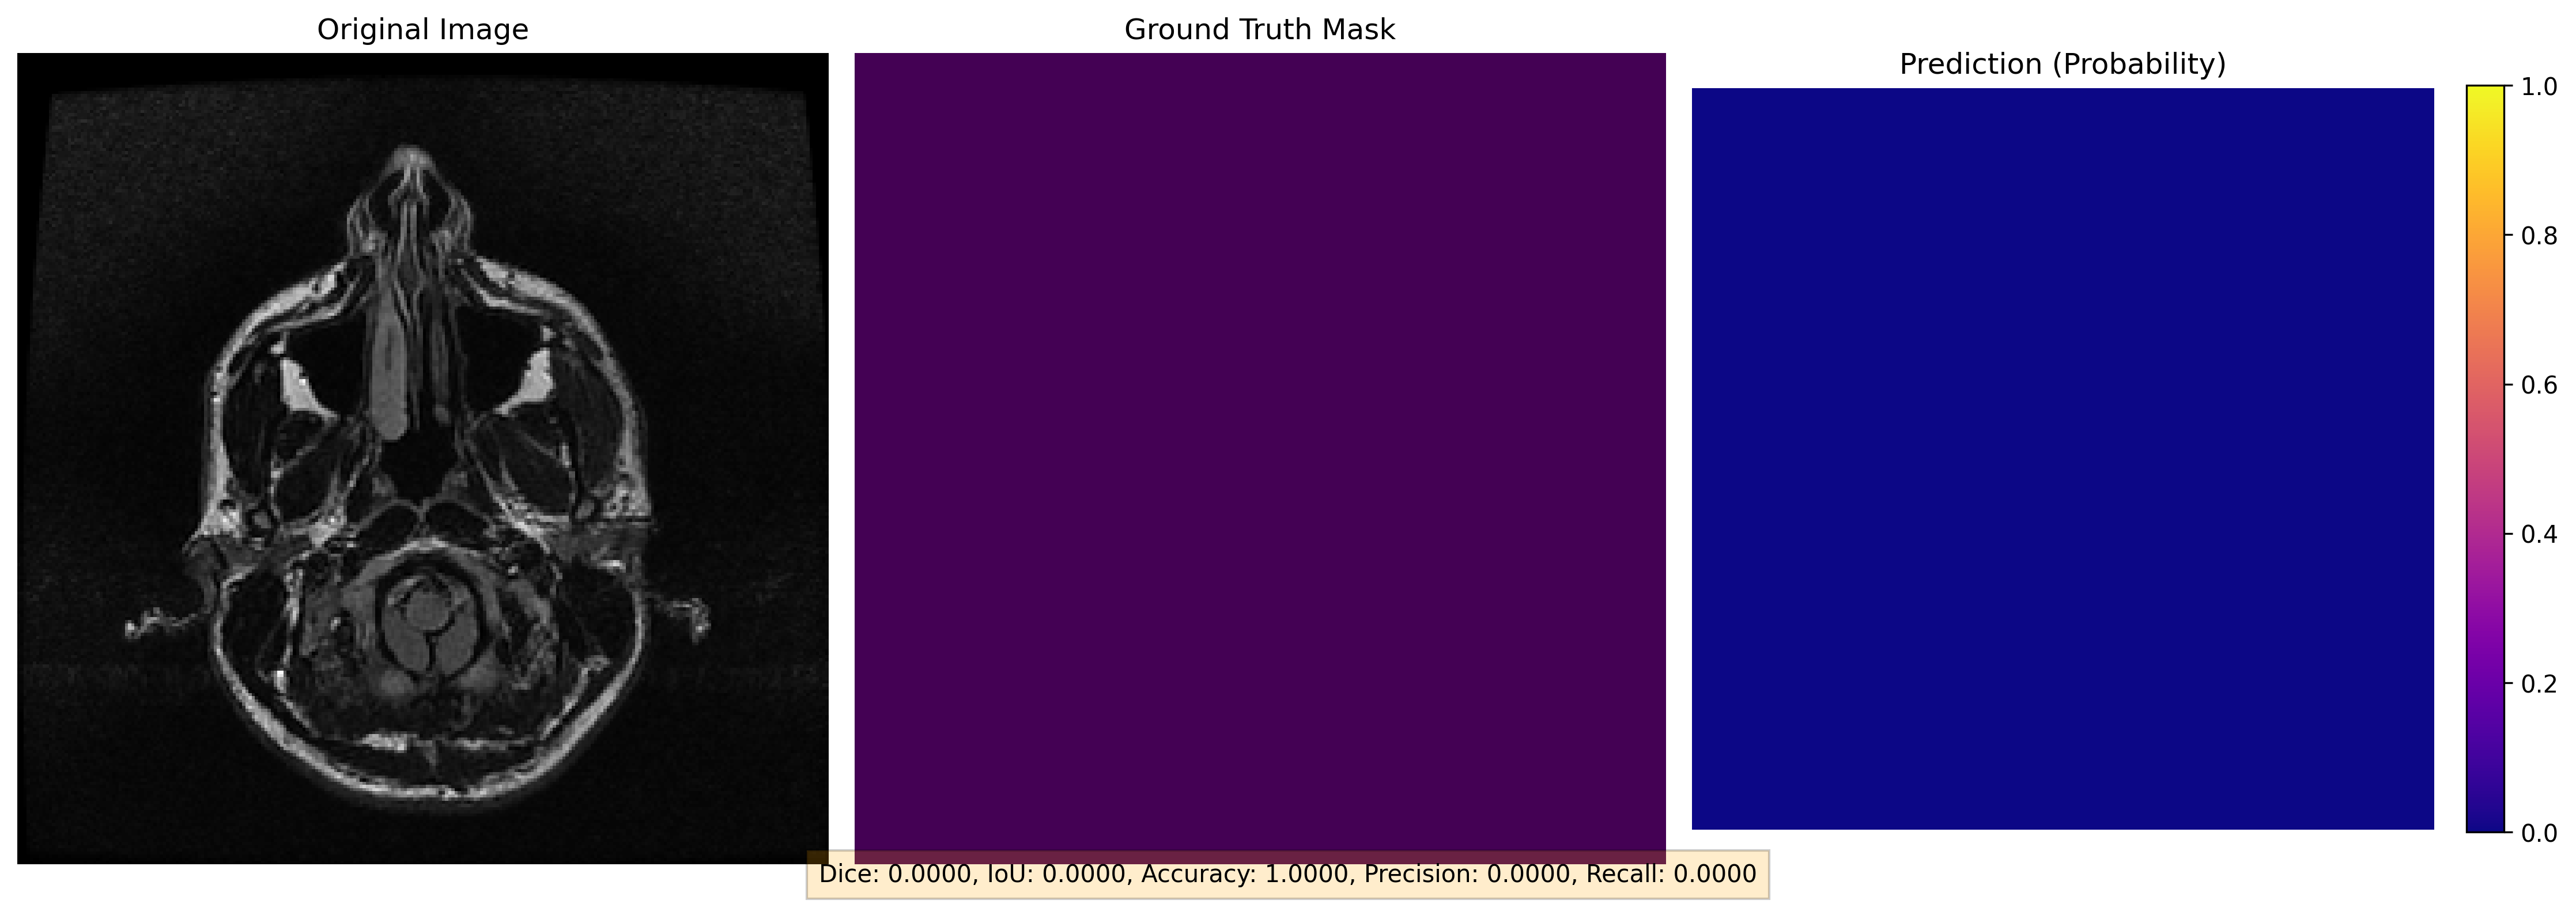 Original Image
Ground Truth Mask
Prediction (Probability)
1.0
0.8
0.6
0.4
0.2
0.0
Dice: 0.0000, IoU: 0.0000, Accuracy: 1.0000, Precision: 0.0000, Recall: 0.0000